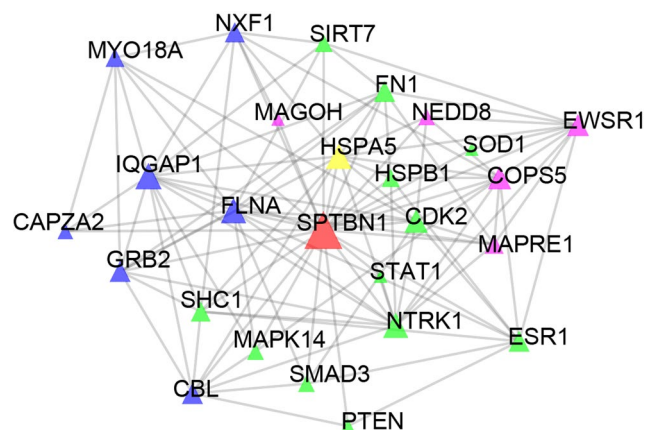 NXF1
SIRT7
MYO18A
FN1
MAGOH
NEDD8
EWSR1
HSPA5
SOD1
IQGAP1
HSPB1
COPS5
CAPZA2
FLNA
SPTBN1
CDK2
MAPRE1
GRB2
STAT1
SHC1
NTRK1
MAPK14
ESR1
SMAD3
CBL
PTEN